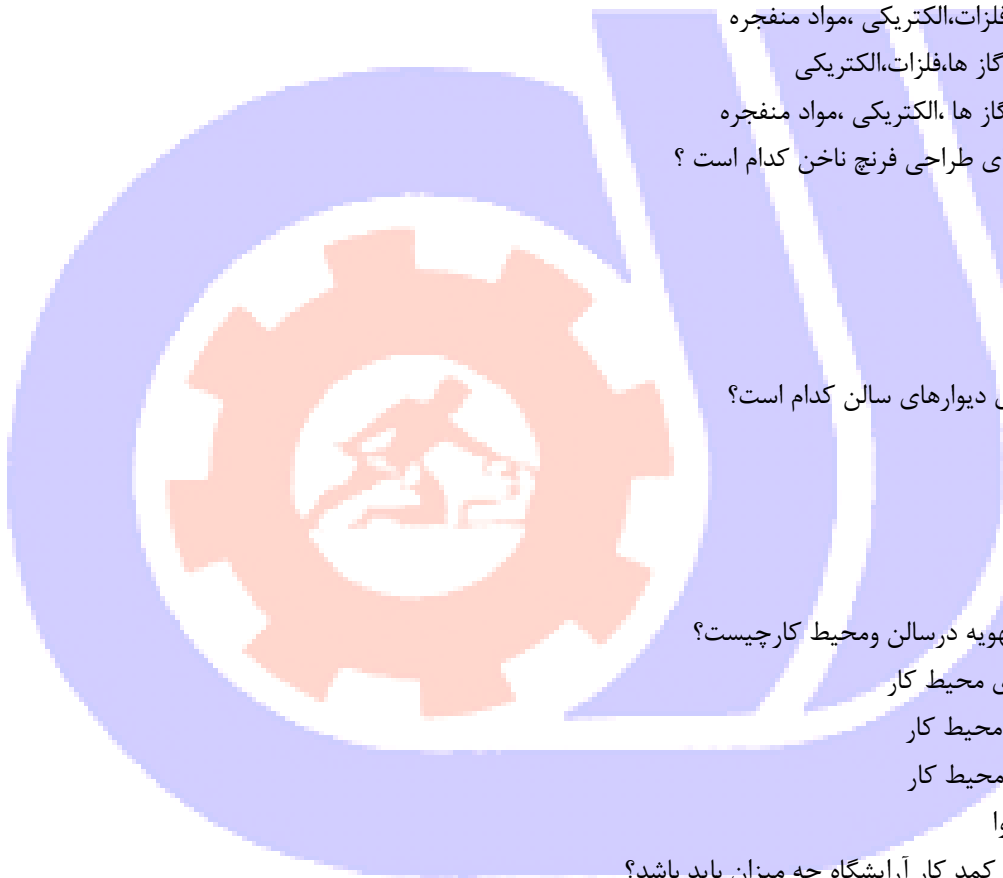 فلزات،الکتریکی ،مواد منفجره
گاز ها،فلزات،الکتریکی
گاز ها ،الکتریکی ،مواد منفجره
طراحی فرنچ ناخن کدام است ؟
دیوارهای سالن کدام است؟
درسالن ومحیط کارچیست؟
محیط کار
محیط کار
محیط کار
کمد کار آرایشگاه چه میزان باید باشد؟